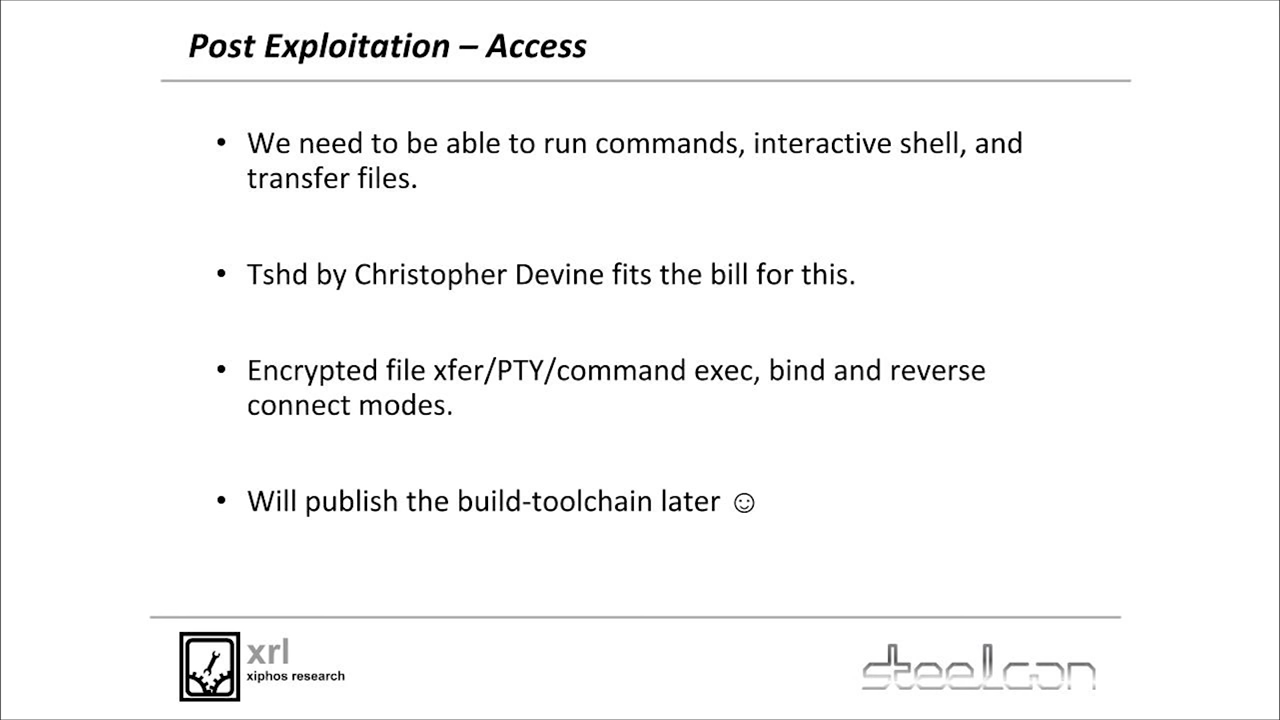 Post Exploitation – Access
• We need to be able to run commands, interactive shell, and
transfer files.
• Tshd by Christopher Devine fits the bill for this.
• Encrypted file xfer/PTY/command exec, bind and reverse
connect modes.
• Will publish the build-toolchain later ☺
xrl
xiphos research
steelcon